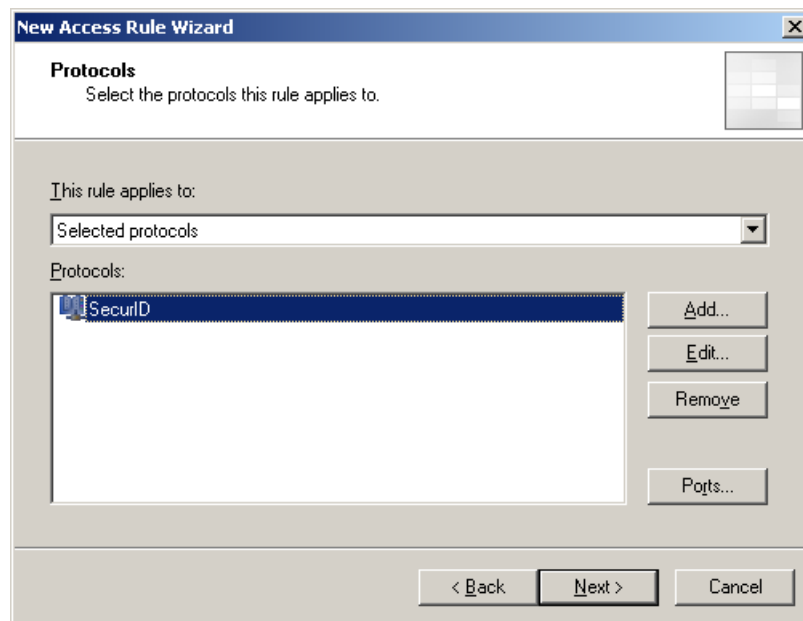 New Access Rule Wizard
Protocols
Select the protocols this rule applies to.
This rule applies to:
Selected protocols
Protocols:
SecurID
Add...
Edit...
Remove
Ports...
< Back
Next >
Cancel